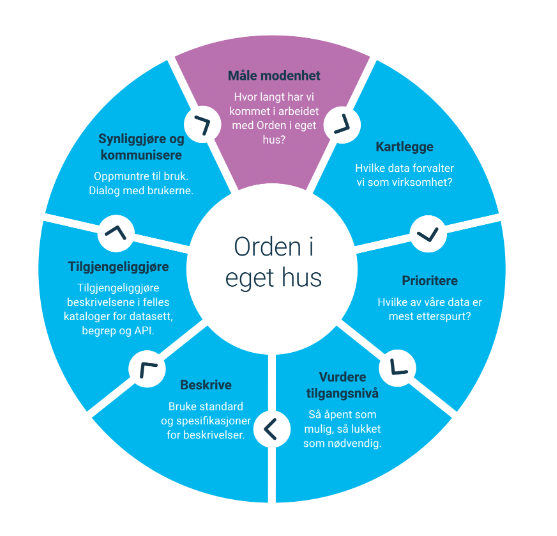 Måle modenhet
Hvor langt har vi
kommet i arbeidet
med Orden i eget
hus?
Kartlegge
Hvilke data forvalter
vi som virksomhet?
Prioritere
Hvilke av våre data er
mest etterspurt?
Vurdere
tilgangsnivå
Så åpent som
mulig, så lukket
som nødvendig.
Beskrive
Bruke standard
og spesifikasjoner
for beskrivelser.
Tilgjengeliggjøre
Tilgjengeliggjøre
beskrivelsene i felles
kataloger for datasett,
begrep og API.
Synliggjøre og
kommunisere
Oppmuntre til bruk.
Dialog med brukerne.
Orden i
eget hus